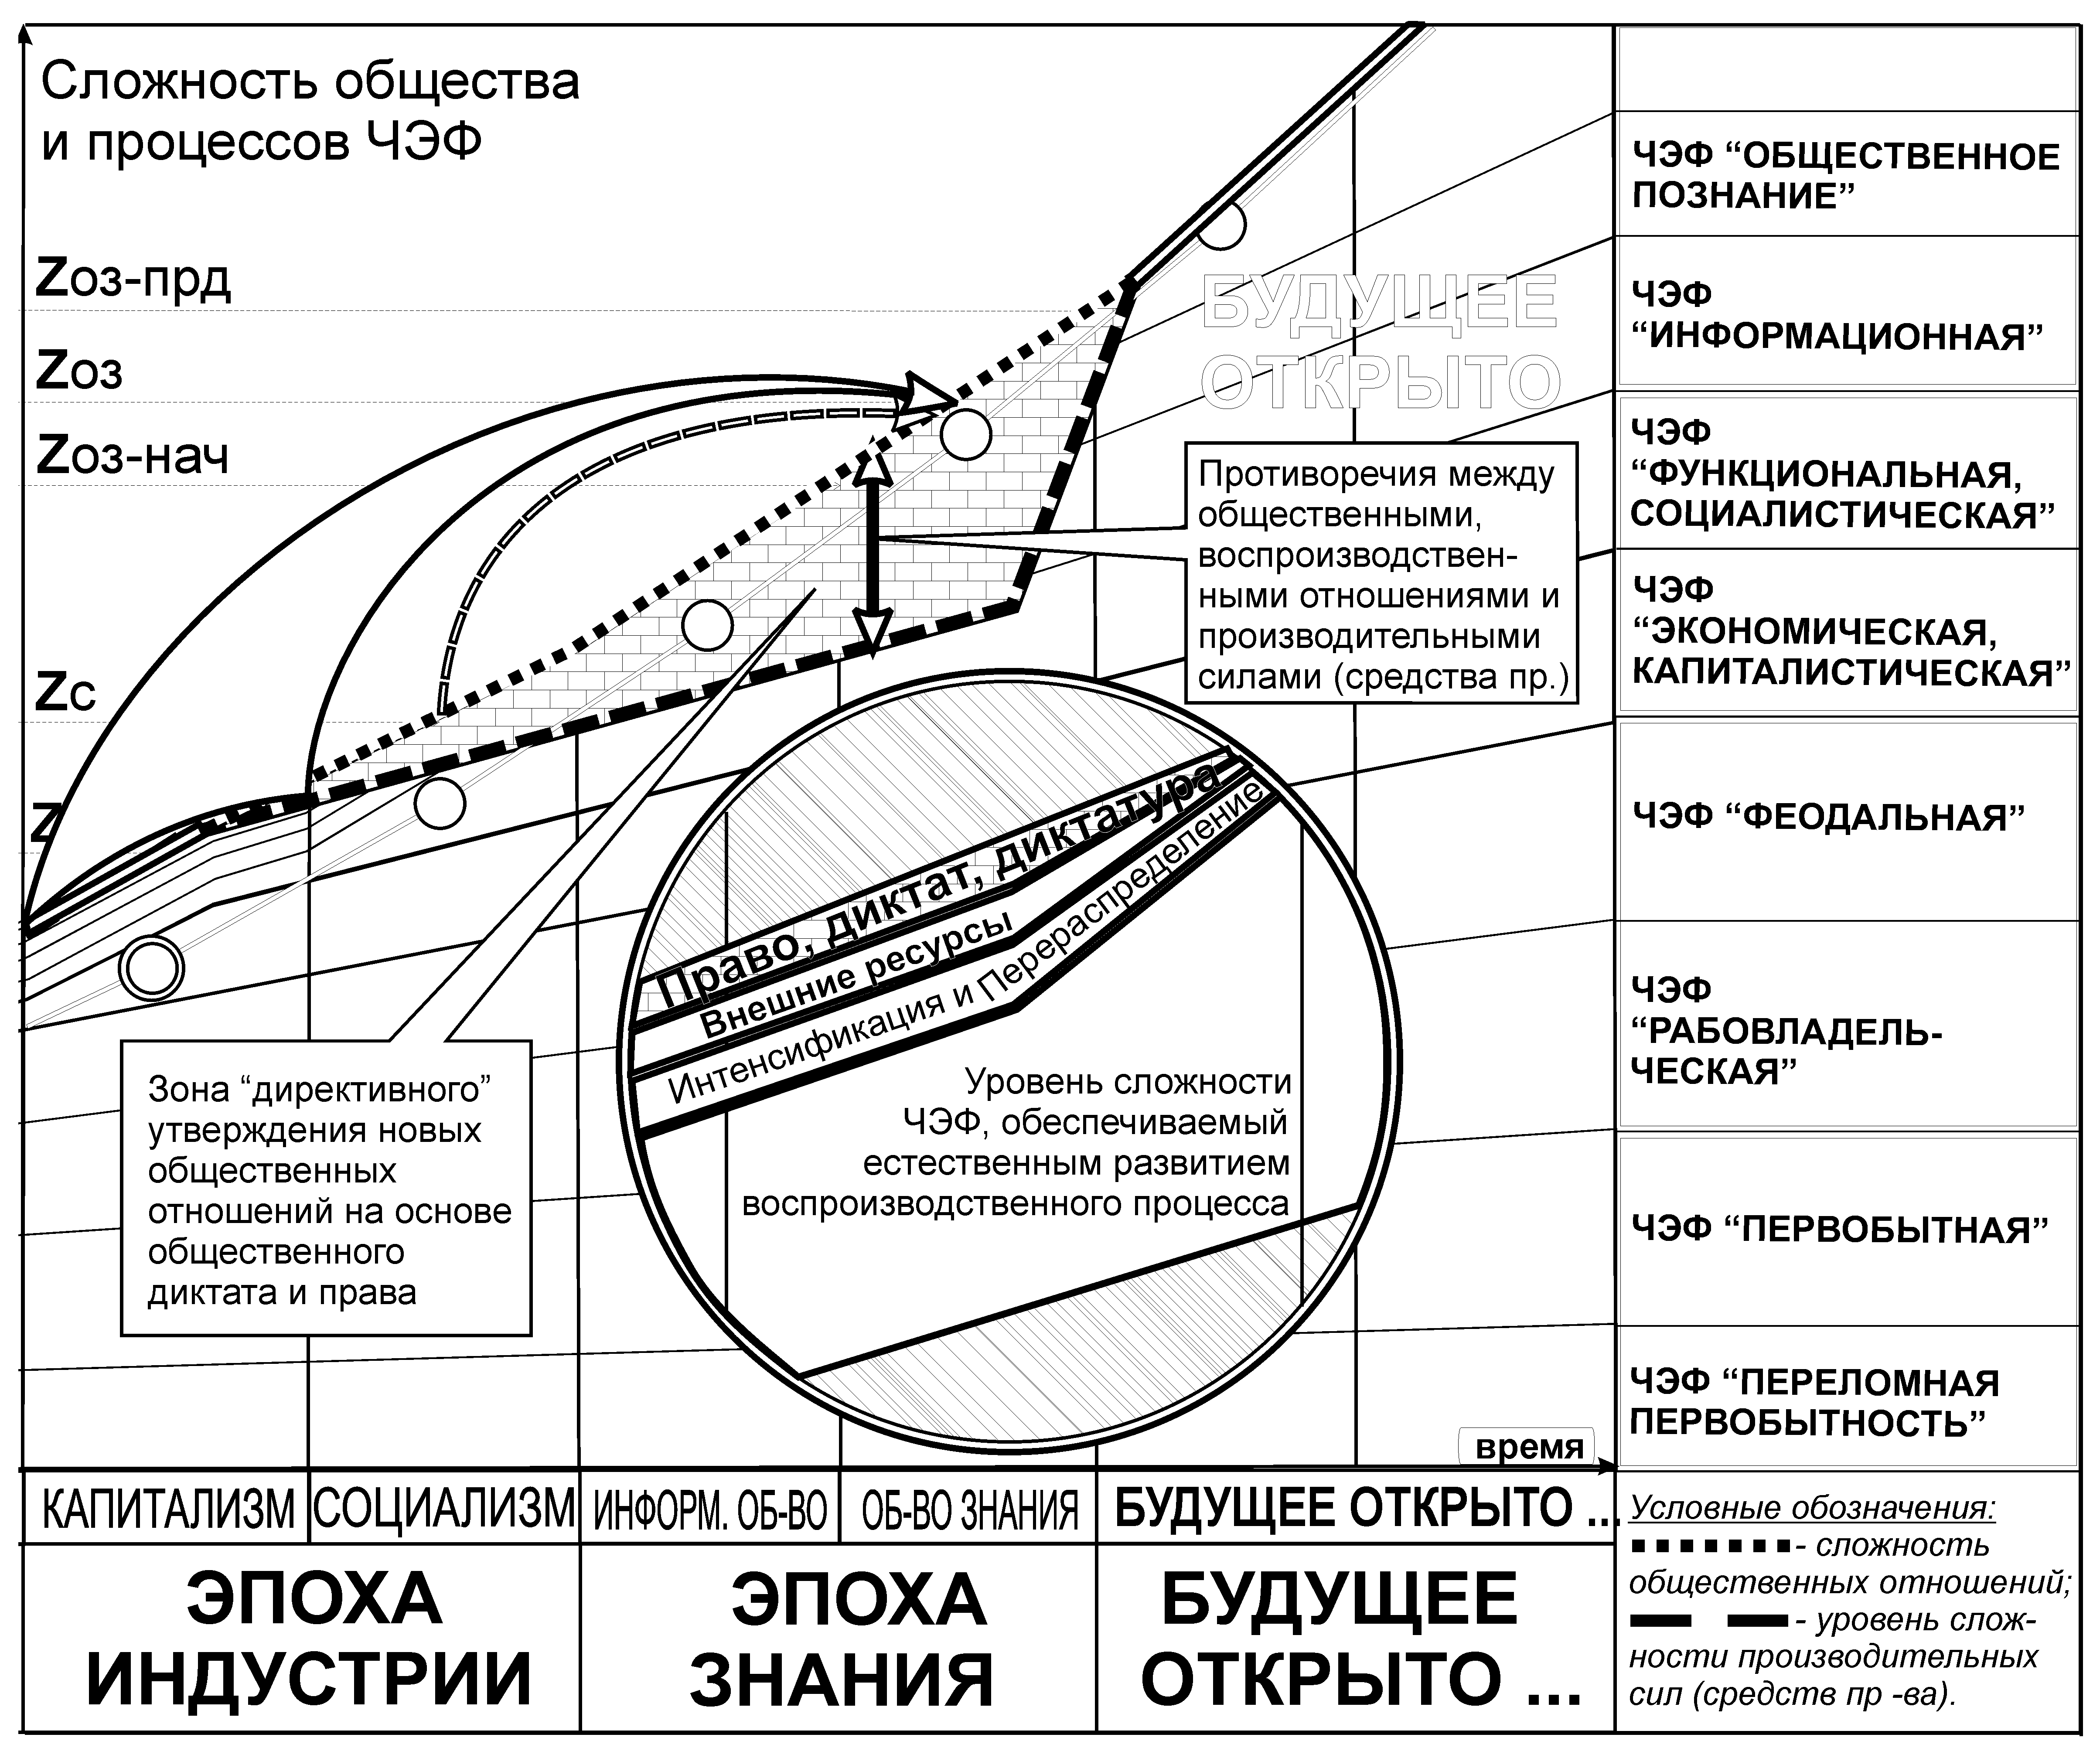 Сложность общества
и процессов ЧЭФ
Zоз-прд
Zоз
Zоз-нач
Zс
Z
БУДУЩЕЕ
ОТКРЫТО
Противоречия между
общественными,
воспроизводствен-
ными отношениями и
производительными
силами (средства пр.)
Зона “директивного”
утверждения новых
общественных
отношений на основе
общественного
диктата и права
Право, диктат, диктатура
Внешние ресурсы
Интенсификация и Перераспределение
Уровень сложности
ЧЭФ, обеспечиваемый
естественным развитием
воспроизводственного процесса
время
ЧЭФ “ОБЩЕСТВЕННОЕ
ПОЗНАНИЕ”
ЧЭФ
“ИНФОРМАЦИОННАЯ”
ЧЭФ
“ФУНКЦИОНАЛЬНАЯ,
СОЦИАЛИСТИЧЕСКАЯ”
ЧЭФ
“ЭКОНОМИЧЕСКАЯ,
КАПИТАЛИСТИЧЕСКАЯ”
ЧЭФ “ФЕОДАЛЬНАЯ”
ЧЭФ
“РАБОВЛАДЕЛЬ-
ЧЕСКАЯ”
ЧЭФ “ПЕРВОБЫТНАЯ”
ЧЭФ “ПЕРЕЛОМНАЯ
ПЕРВОБЫТНОСТЬ”
КАПИТАЛИЗМ
СОЦИАЛИЗМ
ИНФОРМ. ОБ-ВО
ОБ-ВО ЗНАНИЯ
БУДУЩЕЕ ОТКРЫТО ...
ЭПОХА
ИНДУСТРИИ
ЭПОХА
ЗНАНИЯ
БУДУЩЕЕ
ОТКРЫТО ...
Условные обозначения:
- сложность
общественных отношений;
- уровень слож-
ности производительных
сил (средств пр -ва).